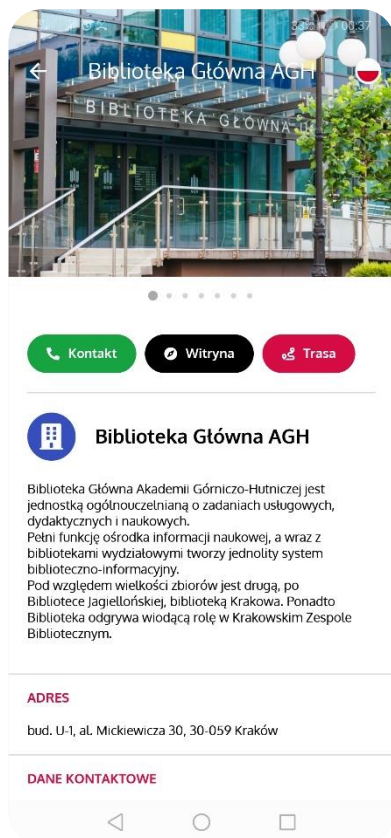 00:37
Biblioteka Główna AGH
BIBLIOTEKA GŁÓWNA
Kontakt
Witryna
Trasa
Biblioteka Główna AGH
Biblioteka Główna Akademii Górniczo-Hutniczej jest
jednostką ogólnouczelnianą o zadaniach usługowych,
dydaktycznych i naukowych.
Pełni funkcję ośrodka informacji naukowej, a wraz z
bibliotekami wydziałowymi tworzy jednolity system
biblioteczno-informacyjny.
Pod względem wielkości zbiorów jest drugą, po
Bibliotece Jagiellońskiej, biblioteką Krakowa. Ponadto
Biblioteka odgrywa wiodącą rolę w Krakowskim Zespole
Bibliotecznym.
ADRES
bud. U-1, al. Mickiewicza 30, 30-059 Kraków
DANE KONTAKTOWE